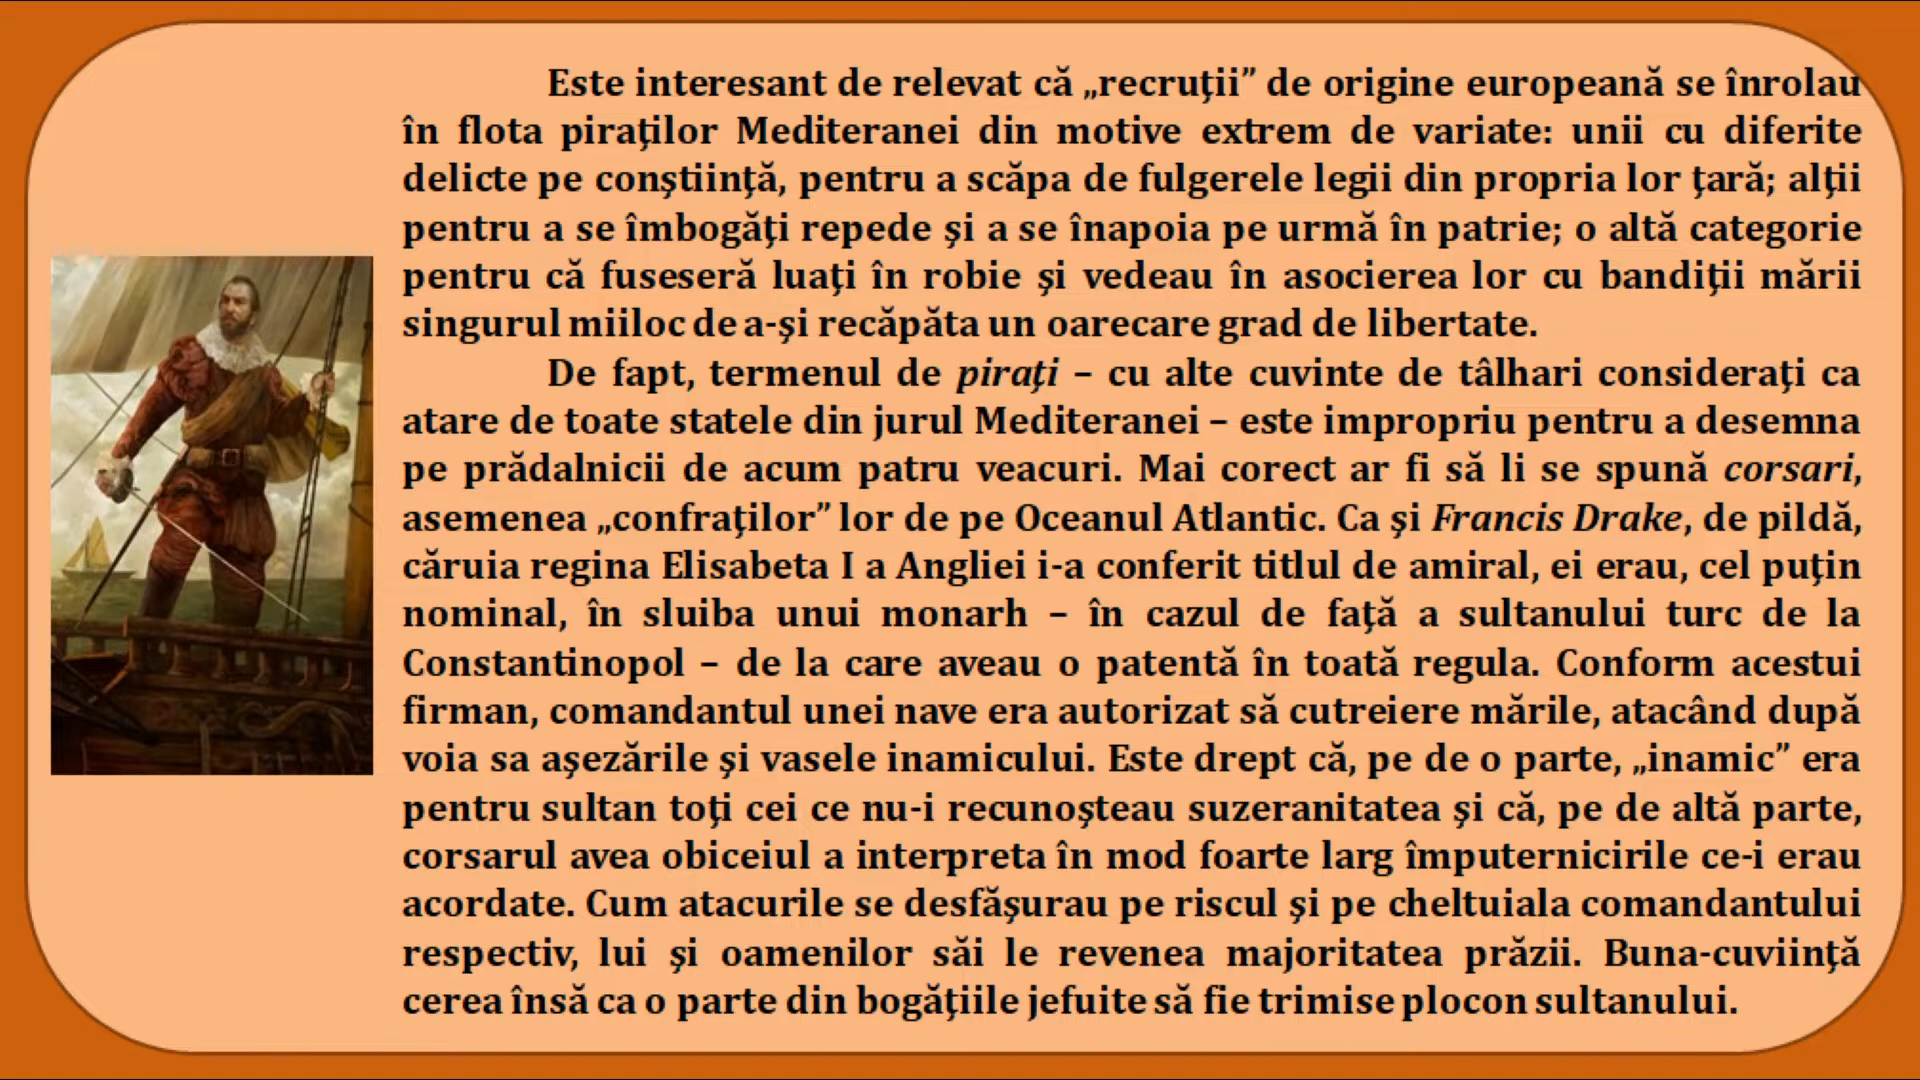 Este interesant de relevat că „recruţii” de origine europeană se înrolau
în flota piraţilor Mediteranei din motive extrem de variate: unii cu diferite
delicte pe conştiinţă, pentru a scăpa de fulgerele legii din propria lor ţară; alţii
pentru a se îmbogăţi repede şi a se înapoia pe urmă în patrie; o altă categorie
pentru că fuseseră luaţi în robie şi vedeau în asocierea lor cu bandiţii mării
singurul miiloc de a-şi recăpăta un oarecare grad de libertate.
De fapt, termenul de piraţi – cu alte cuvinte de tâlhari consideraţi ca
atare de toate statele din jurul Mediteranei – este impropriu pentru a desemna
pe prădalnicii de acum patru veacuri. Mai corect ar fi să li se spună corsari,
asemenea „confraţilor” lor de pe Oceanul Atlantic. Ca şi Francis Drake, de pildă,
căruia regina Elisabeta I a Angliei i-a conferit titlul de amiral, ei erau, cel puţin
nominal, în sluiba unui monarh – în cazul de faţă a sultanului turc de la
Constantinopol – de la care aveau o patentă în toată regula. Conform acestui
firman, comandantul unei nave era autorizat să cutreiere mările, atacând după
voia sa aşezările şi vasele inamicului. Este drept că, pe de o parte, „inamic” era
pentru sultan toţi cei ce nu-i recunoşteau suzeranitatea şi că, pe de altă parte,
corsarul avea obiceiul a interpreta în mod foarte larg împuternicirile ce-i erau
acordate. Cum atacurile se desfăşurau pe riscul şi pe cheltuiala comandantului
respectiv, lui şi oamenilor săi le revenea majoritatea prăzii. Buna-cuviinţă
cerea însă ca o parte din bogăţiile jefuite să fie trimise plocon sultanului.